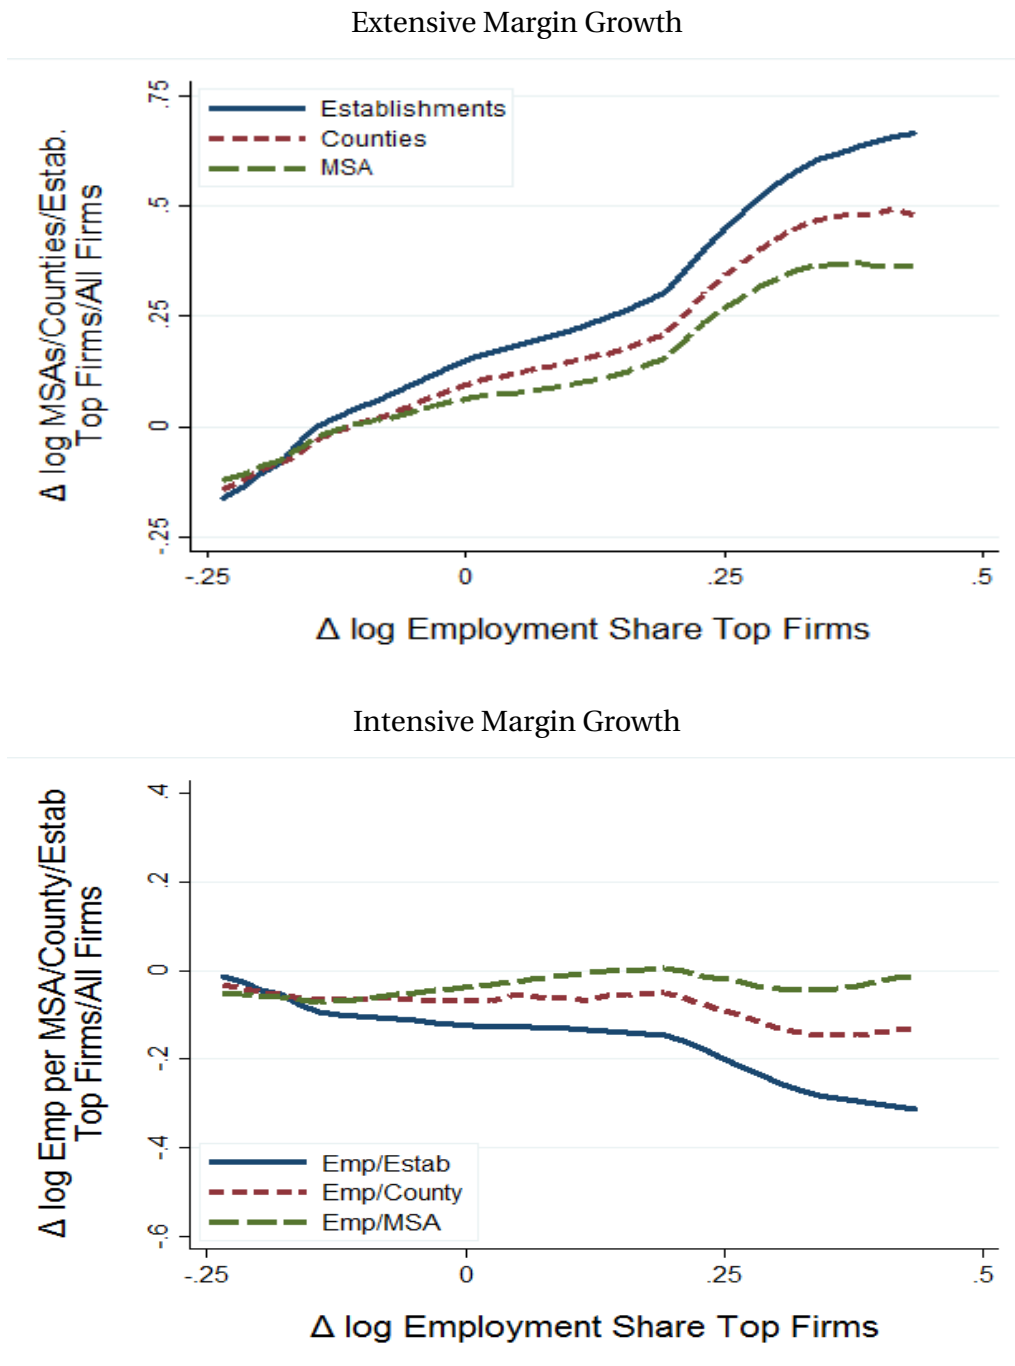 Extensive Margin Growth
Δ log MSAs/Counties/Estab.
Top Firms/All Firms
.75
.5
.25
0
-.25
Establishments
Counties
MSA
-.25
0
.25
.5
Δ log Employment Share Top Firms
Intensive Margin Growth
Δ log Emp per MSA/County/Estab
Top Firms/All Firms
.4
.2
0
-.2
-.4
-.6
Emp/Estab
Emp/County
Emp/MSA
-.25
0
.25
.5
Δ log Employment Share Top Firms